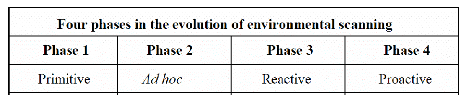 Four phases in the evolution of environmental scanning
Phase 1 Phase 2 Phase 3 Phase 4
Primitive Ad hoc Reactive Proactive